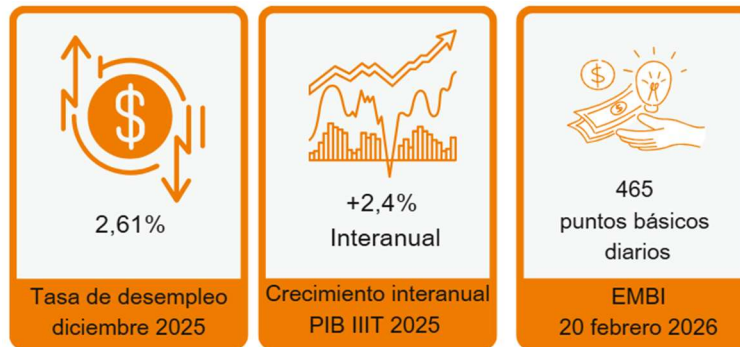 2,61%
Tasa de desempleo
diciembre 2025
+2,4%
Interanual
Crecimiento interanual
PIB IIIT 2025
465
puntos básicos
diarios
EMBI
20 febrero 2026